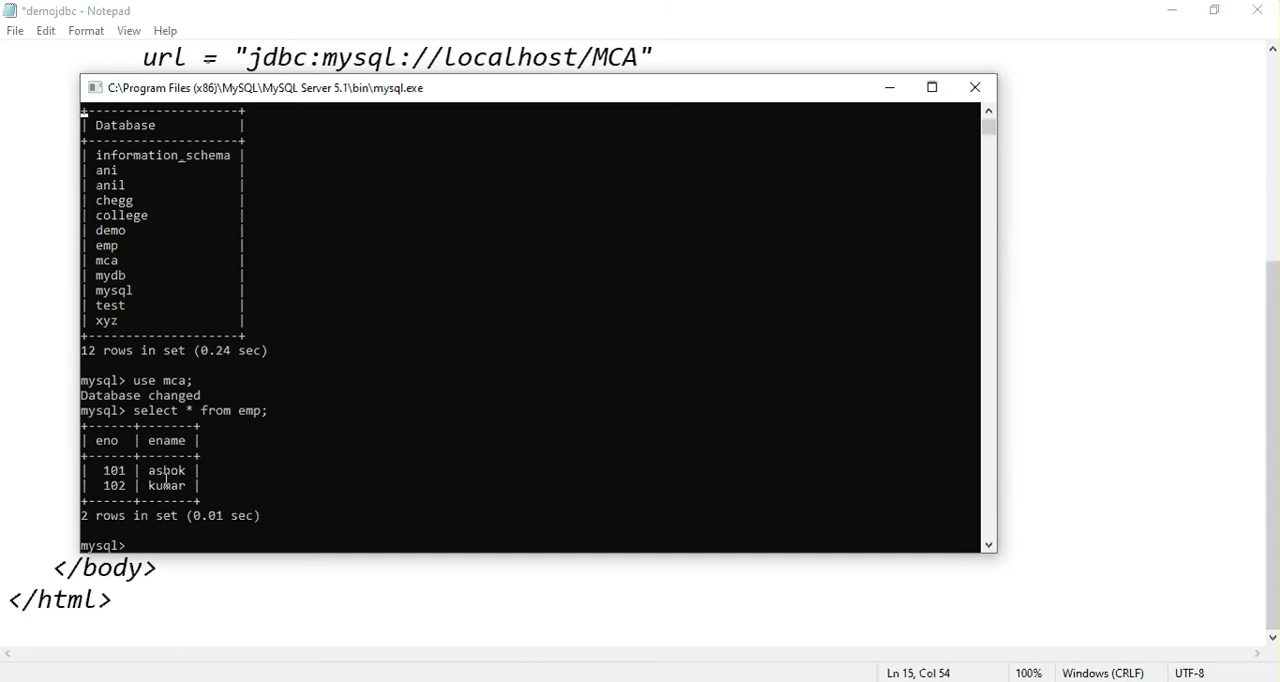 *demojdbc - Notepad
File Edit Format View Help
url = "jdbc:mysql://localhost/MCA"
C:\Program Files (x86)\MySQL\MySQL Server 5.1\bin\mysql.exe
+--------------------+
| Database           |
+--------------------+
| information_schema |
| ani                |
| anil               |
| chegg              |
| college            |
| demo               |
| emp                |
| mca                |
| mydb               |
| mysql              |
| test               |
| xyz                |
+--------------------+
12 rows in set (0.24 sec)
mysql> use mca;
Database changed
mysql> select * from emp;
+------+-------+
| eno  | ename |
+------+-------+
|  101 | ashok |
|  102 | kumar |
+------+-------+
2 rows in set (0.01 sec)
mysql>
</body>
</html>
Ln 15, Col 54 100% Windows (CRLF) UTF-8